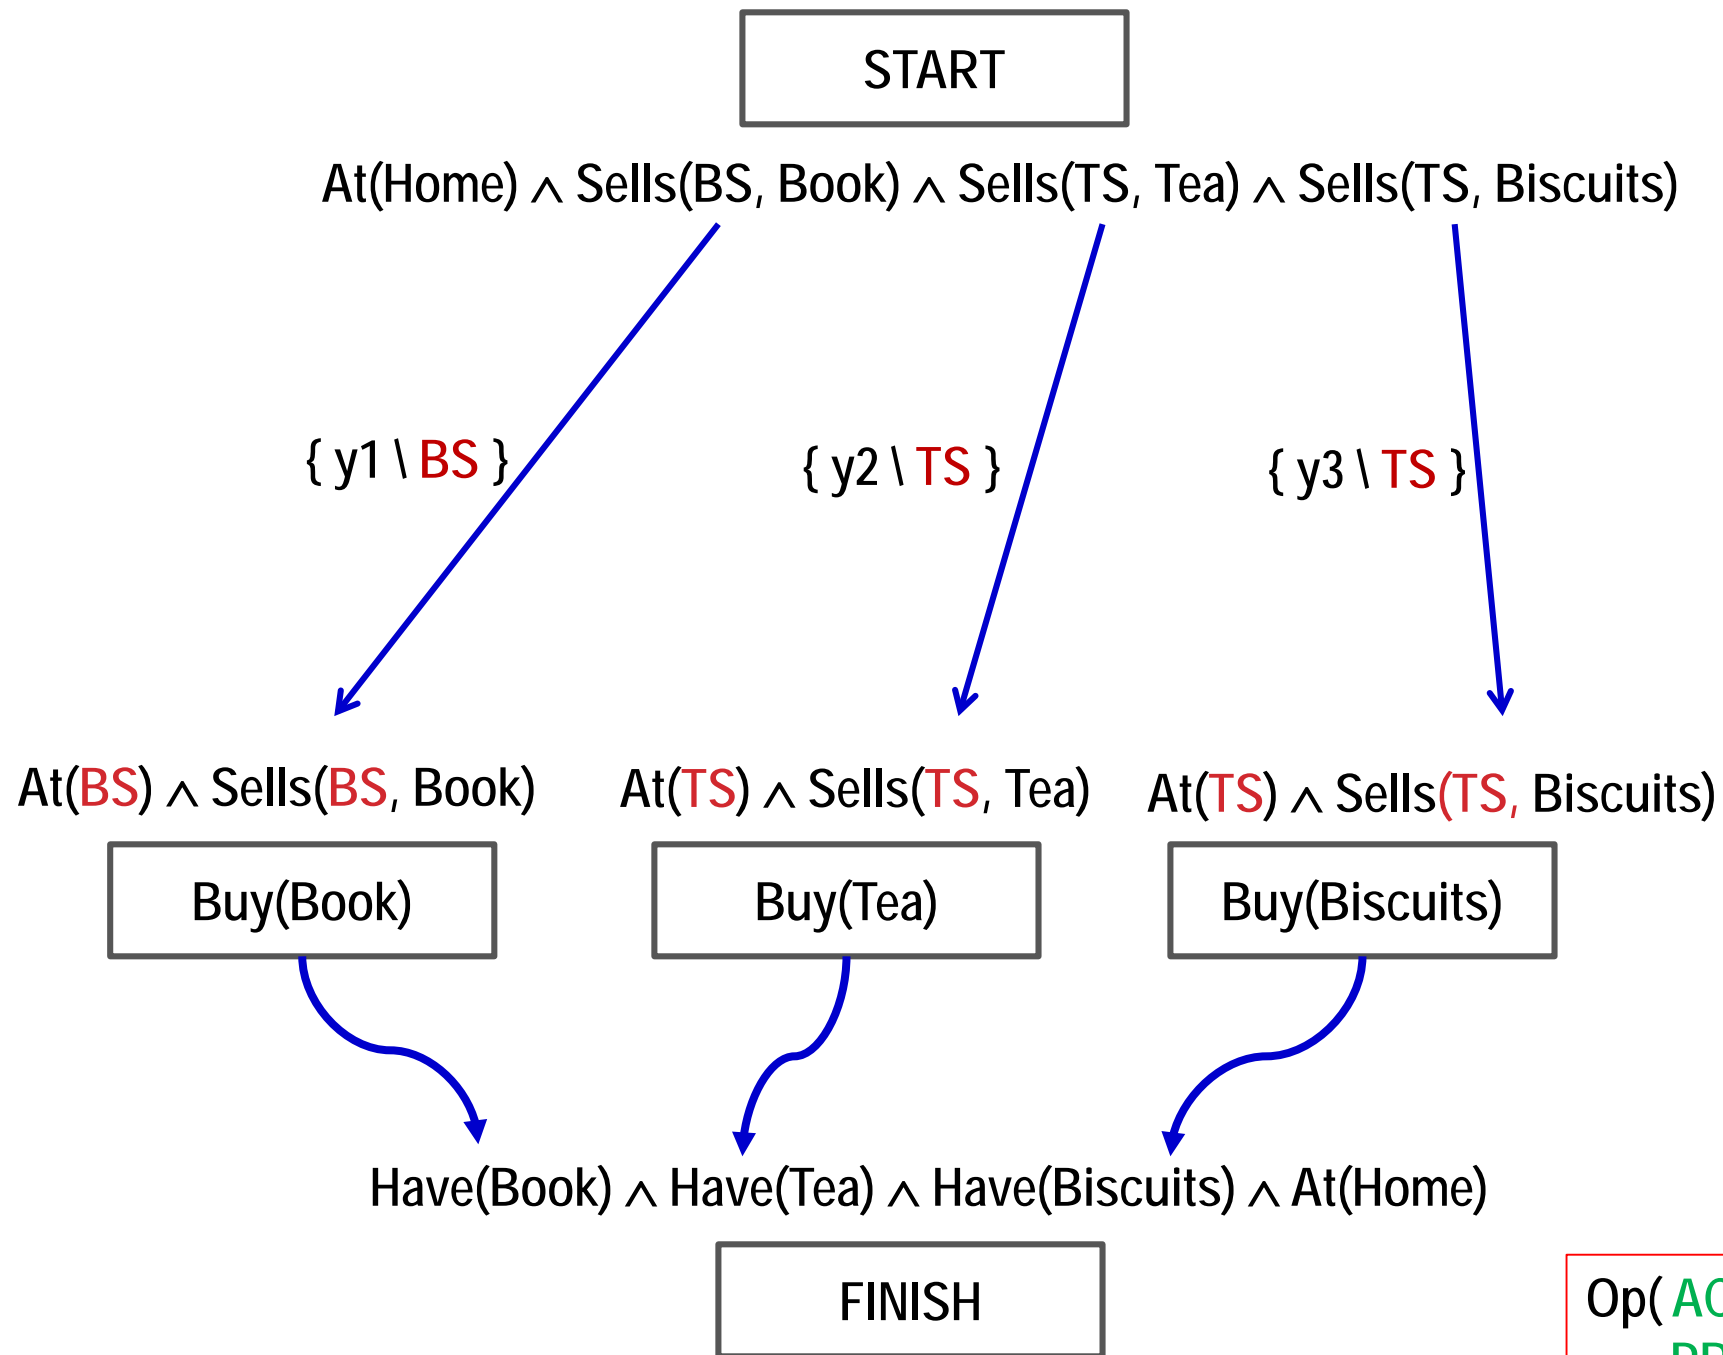 START
At(Home) ∧ Sells(BS, Book) ∧ Sells(TS, Tea) ∧ Sells(TS, Biscuits)
{ y1 \ BS }
{ y2 \ TS }
{ y3 \ TS }
At(BS) ∧ Sells(BS, Book)
At(TS) ∧ Sells(TS, Tea)
At(TS) ∧ Sells(TS, Biscuits)
Buy(Book)
Buy(Tea)
Buy(Biscuits)
Have(Book) ∧ Have(Tea) ∧ Have(Biscuits) ∧ At(Home)
FINISH
Op(